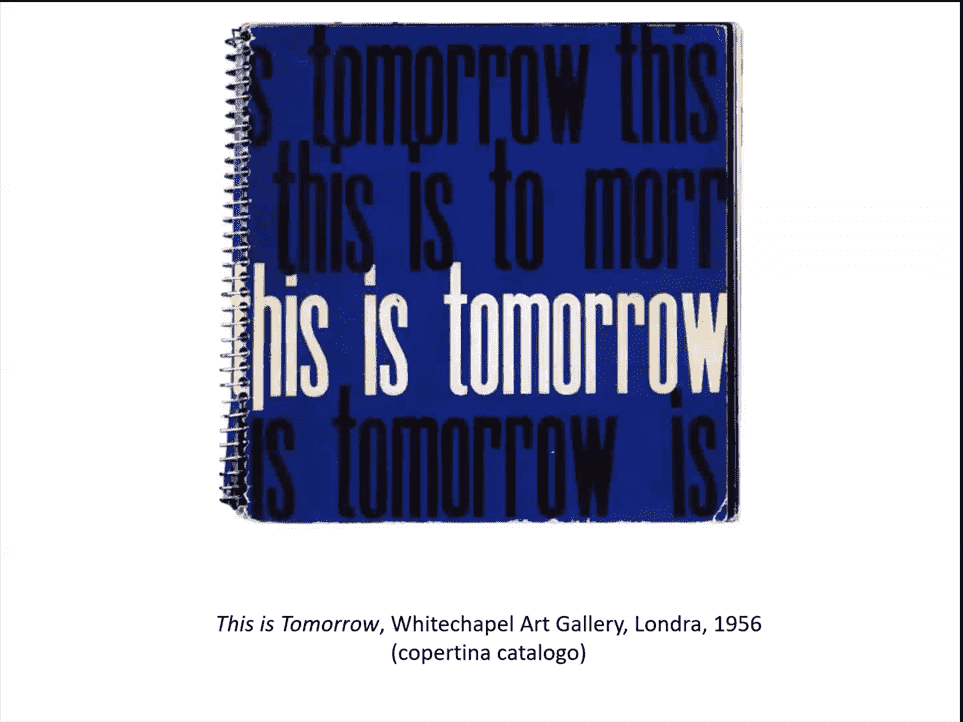 s tomorrow this
this is to morr
his is tomorrow
is tomorrow is
This is Tomorrow, Whitechapel Art Gallery, Londra, 1956
(copertina catalogo)